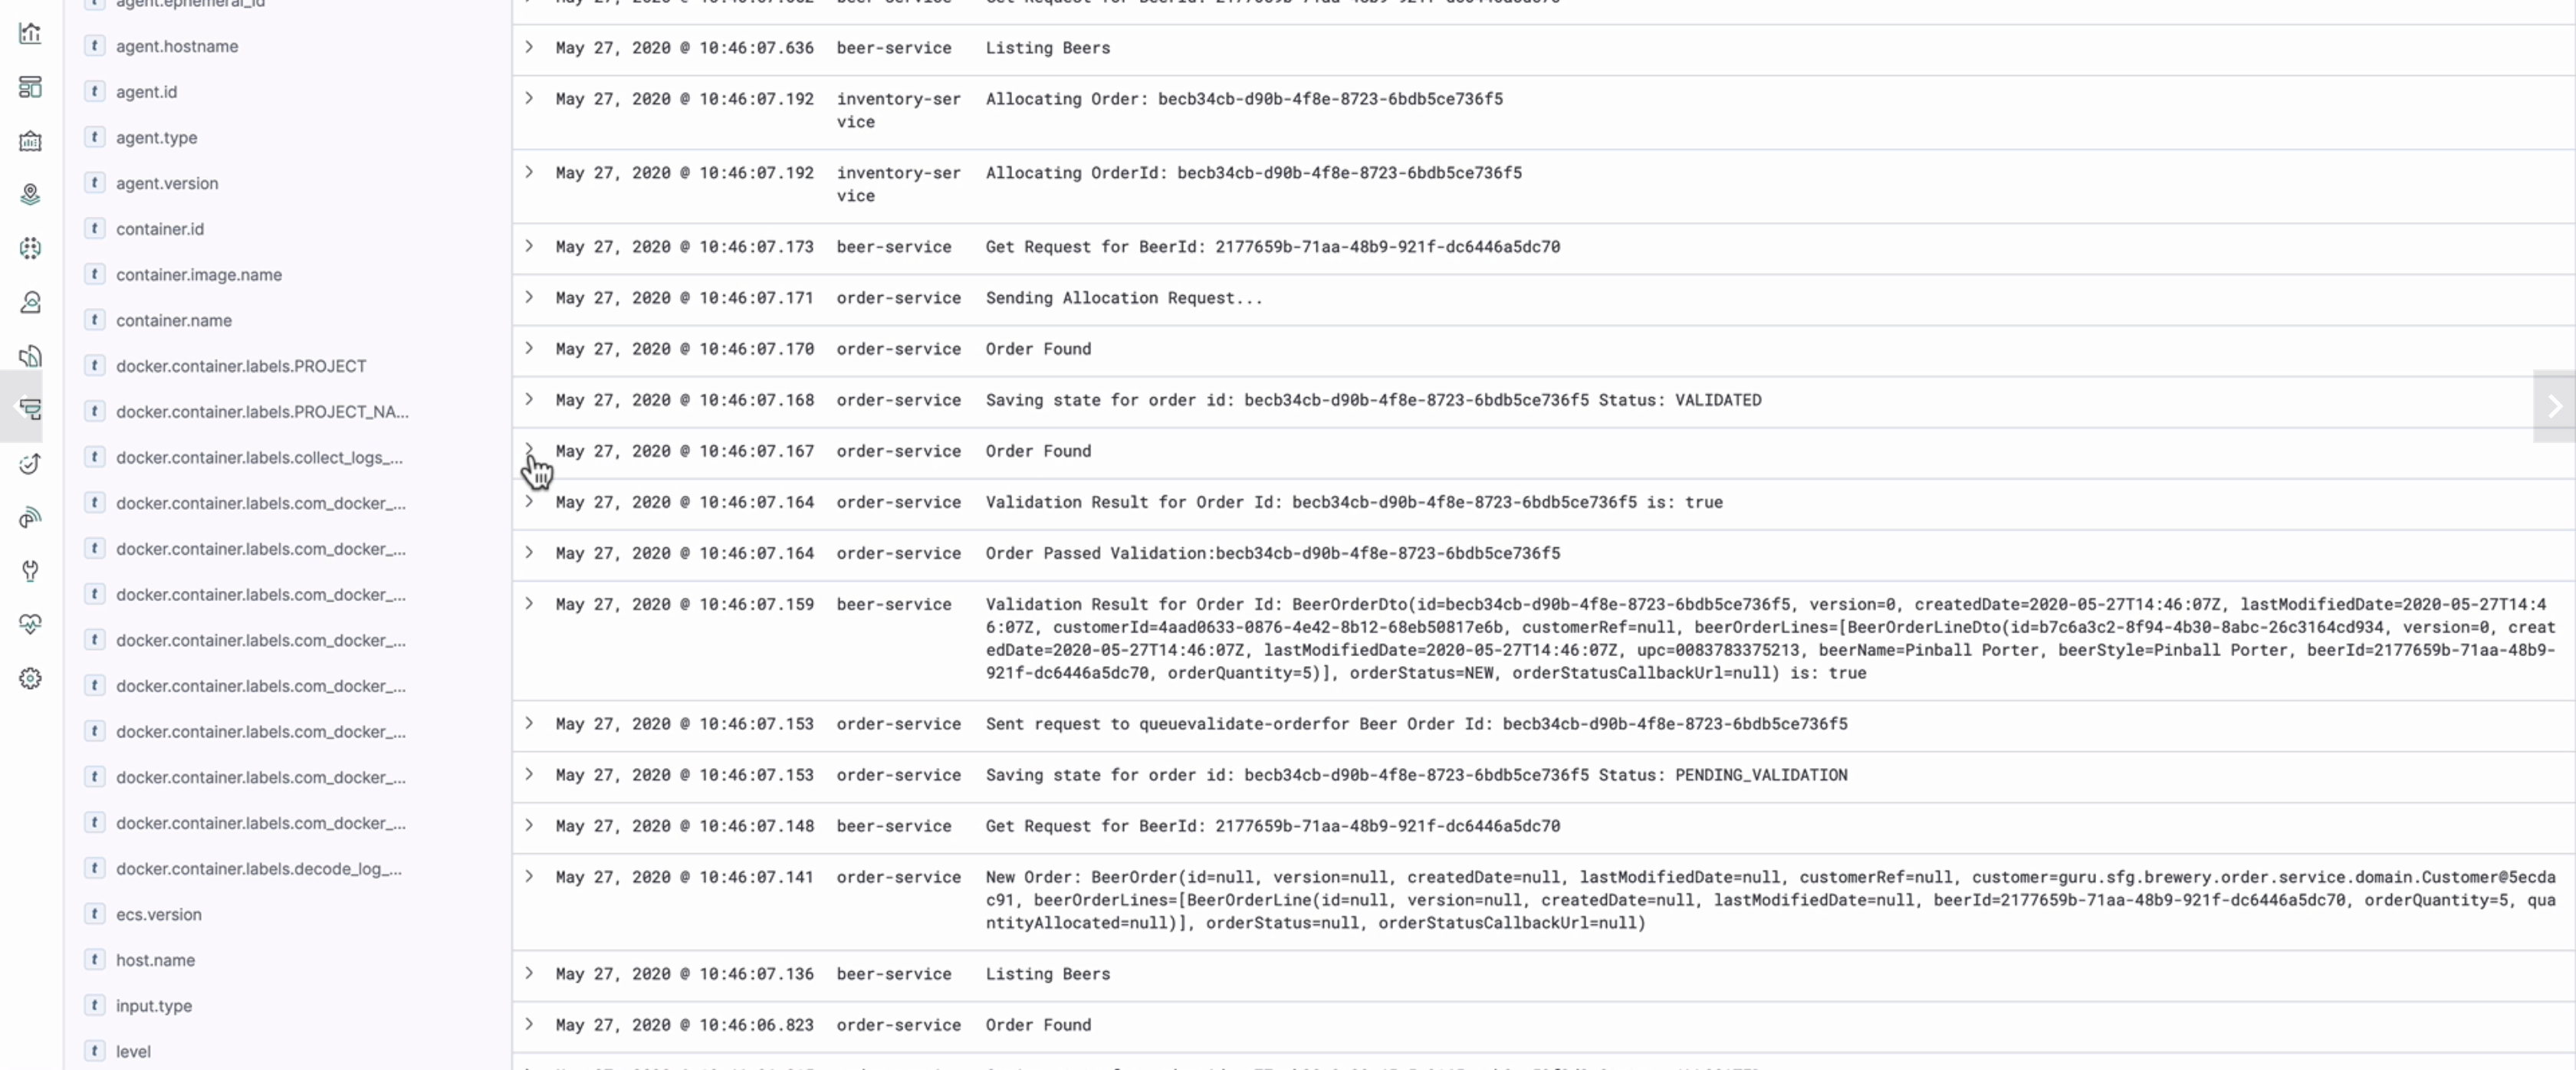 agent.ephemeral_id
agent.hostname
agent.id
agent.type
agent.version
container.id
container.image.name
container.name
docker.container.labels.PROJECT
docker.container.labels.PROJECT_NA...
docker.container.labels.collect_logs_...
docker.container.labels.com_docker_...
docker.container.labels.com_docker_...
docker.container.labels.com_docker_...
docker.container.labels.com_docker_...
docker.container.labels.com_docker_...
docker.container.labels.com_docker_...
docker.container.labels.com_docker_...
docker.container.labels.com_docker_...
docker.container.labels.decode_log_...
ecs.version
host.name
input.type
level
May 27, 2020 @ 10:46:07.636 beer-service Listing Beers
May 27, 2020 @ 10:46:07.192 inventory-ser Allocating Order: becb34cb-d90b-4f8e-8723-6bdb5ce736f5
vice
May 27, 2020 @ 10:46:07.192 inventory-ser Allocating OrderId: becb34cb-d90b-4f8e-8723-6bdb5ce736f5
vice
May 27, 2020 @ 10:46:07.173 beer-service Get Request for BeerId: 2177659b-71aa-48b9-921f-dc6446a5dc70
May 27, 2020 @ 10:46:07.171 order-service Sending Allocation Request...
May 27, 2020 @ 10:46:07.170 order-service Order Found
May 27, 2020 @ 10:46:07.168 order-service Saving state for order id: becb34cb-d90b-4f8e-8723-6bdb5ce736f5 Status: VALIDATED
May 27, 2020 @ 10:46:07.167 order-service Order Found
May 27, 2020 @ 10:46:07.164 order-service Validation Result for Order Id: becb34cb-d90b-4f8e-8723-6bdb5ce736f5 is: true
May 27, 2020 @ 10:46:07.164 order-service Order Passed Validation:becb34cb-d90b-4f8e-8723-6bdb5ce736f5
May 27, 2020 @ 10:46:07.159 beer-service Validation Result for Order Id: BeerOrderDto(id=becb34cb-d90b-4f8e-8723-6bdb5ce736f5, version=0, createdDate=2020-05-27T14:46:07Z, lastModifiedDate=2020-05-27T14:4
6:07Z, customerId=4aad0633-0876-4e42-8b12-68eb50817e6b, customerRef=null, beerOrderLines=[BeerOrderLineDto(id=b7c6a3c2-8f94-4b30-8abc-26c3164cd934, version=0, creat
edDate=2020-05-27T14:46:07Z, lastModifiedDate=2020-05-27T14:46:07Z, upc=0083783375213, beerName=Pinball Porter, beerStyle=Pinball Porter, beerId=2177659b-71aa-48b9-
921f-dc6446a5dc70, orderQuantity=5)], orderStatus=NEW, orderStatusCallbackUrl=null) is: true
May 27, 2020 @ 10:46:07.153 order-service Sent request to queuevalidate-orderfor Beer Order Id: becb34cb-d90b-4f8e-8723-6bdb5ce736f5
May 27, 2020 @ 10:46:07.153 order-service Saving state for order id: becb34cb-d90b-4f8e-8723-6bdb5ce736f5 Status: PENDING_VALIDATION
May 27, 2020 @ 10:46:07.148 beer-service Get Request for BeerId: 2177659b-71aa-48b9-921f-dc6446a5dc70
May 27, 2020 @ 10:46:07.141 order-service New Order: BeerOrder(id=null, version=null, createdDate=null, lastModifiedDate=null, customerRef=null, customer=guru.sfg.brewery.order.service.domain.Customer@5ecda
c91, beerOrderLines=[BeerOrderLine(id=null, version=null, createdDate=null, lastModifiedDate=null, beerId=2177659b-71aa-48b9-921f-dc6446a5dc70, orderQuantity=5, qua
ntityAllocated=null)], orderStatus=null, orderStatusCallbackUrl=null)
May 27, 2020 @ 10:46:07.136 beer-service Listing Beers
May 27, 2020 @ 10:46:06.823 order-service Order Found